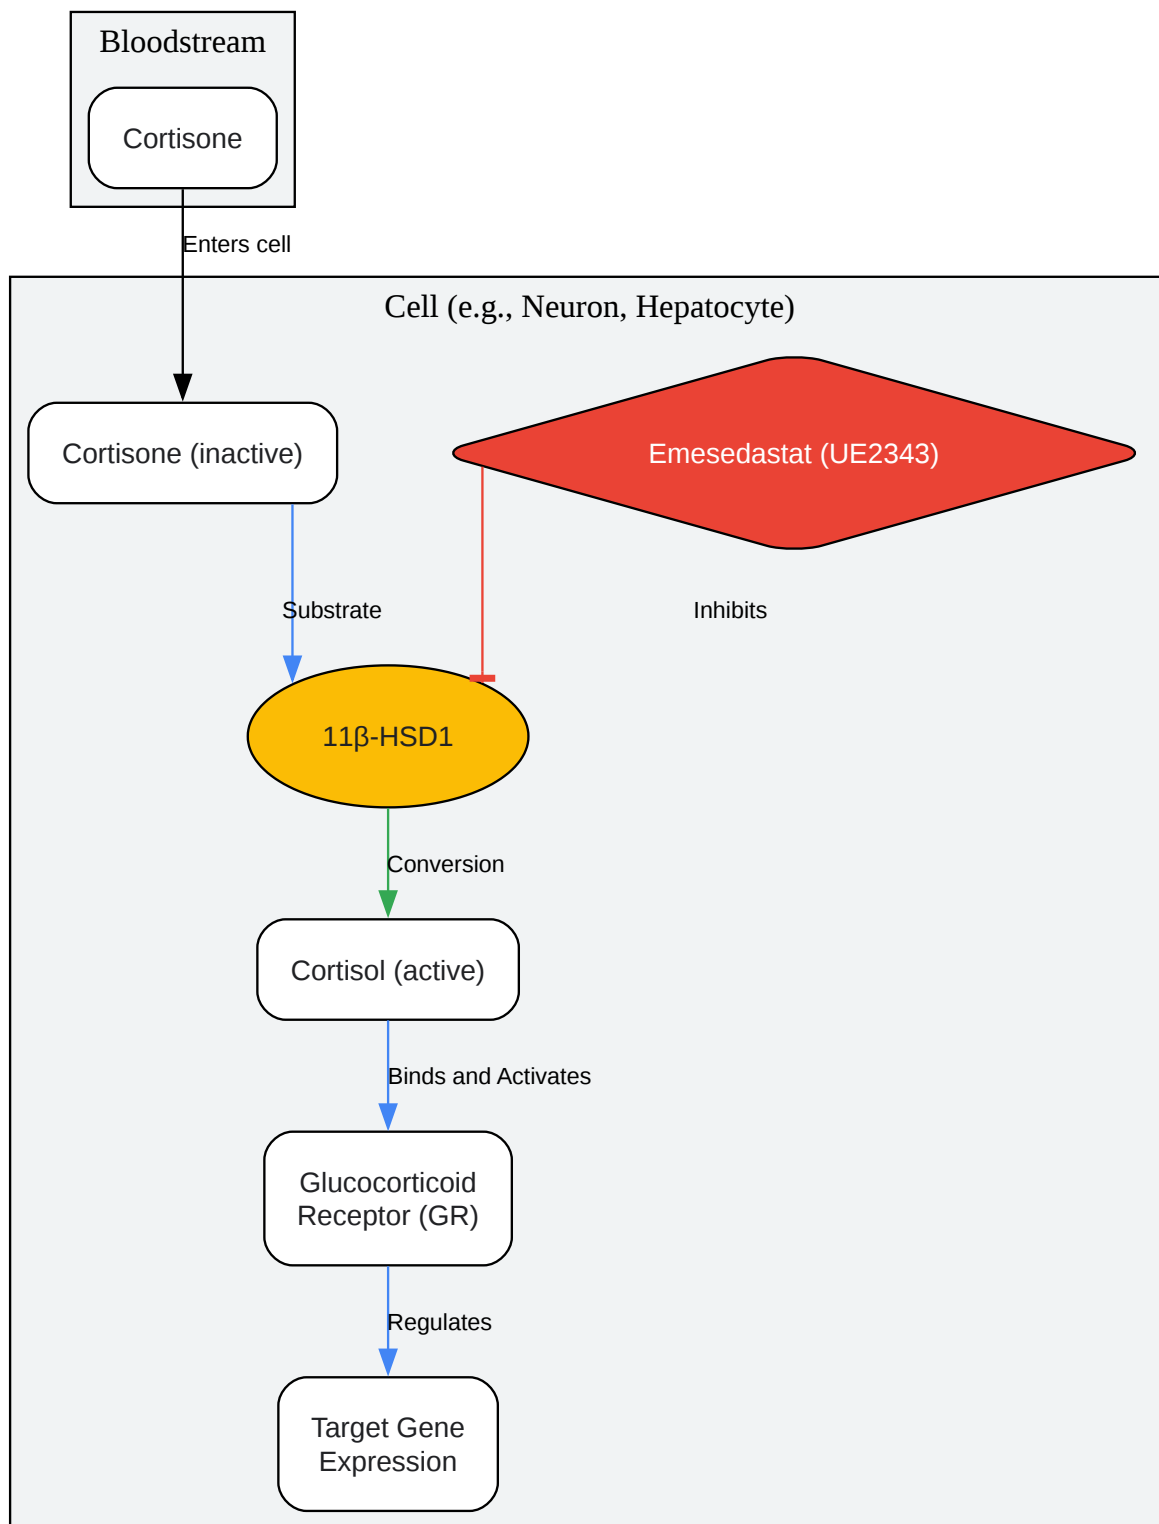 Bloodstream
Cortisone
Enters cell
Cell (e.g., Neuron, Hepatocyte)
Cortisone (inactive)
Emesedastat (UE2343)
Substrate
Inhibits
11β-HSD1
Conversion
Cortisol (active)
Binds and Activates
Glucocorticoid
Receptor (GR)
Regulates
Target Gene
Expression